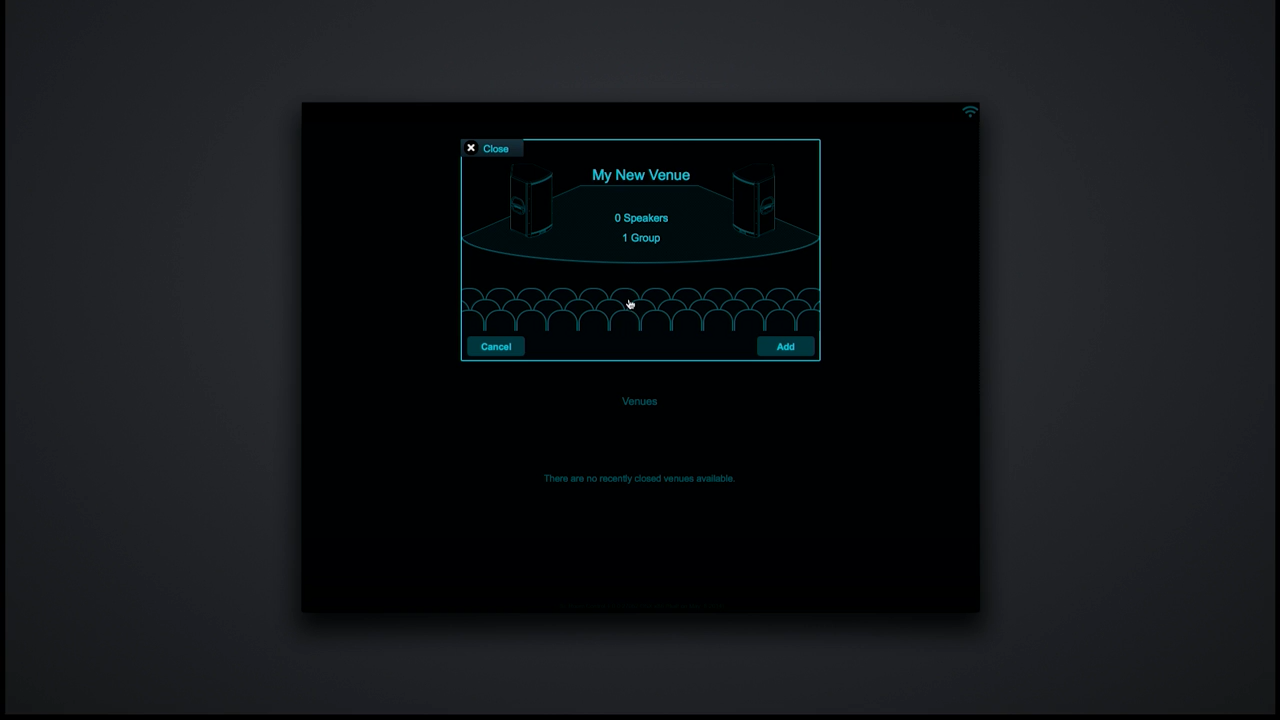 Close
My New Venue
0 Speakers
1 Group
Cancel
Add
Venues
There are no recently closed venues available.